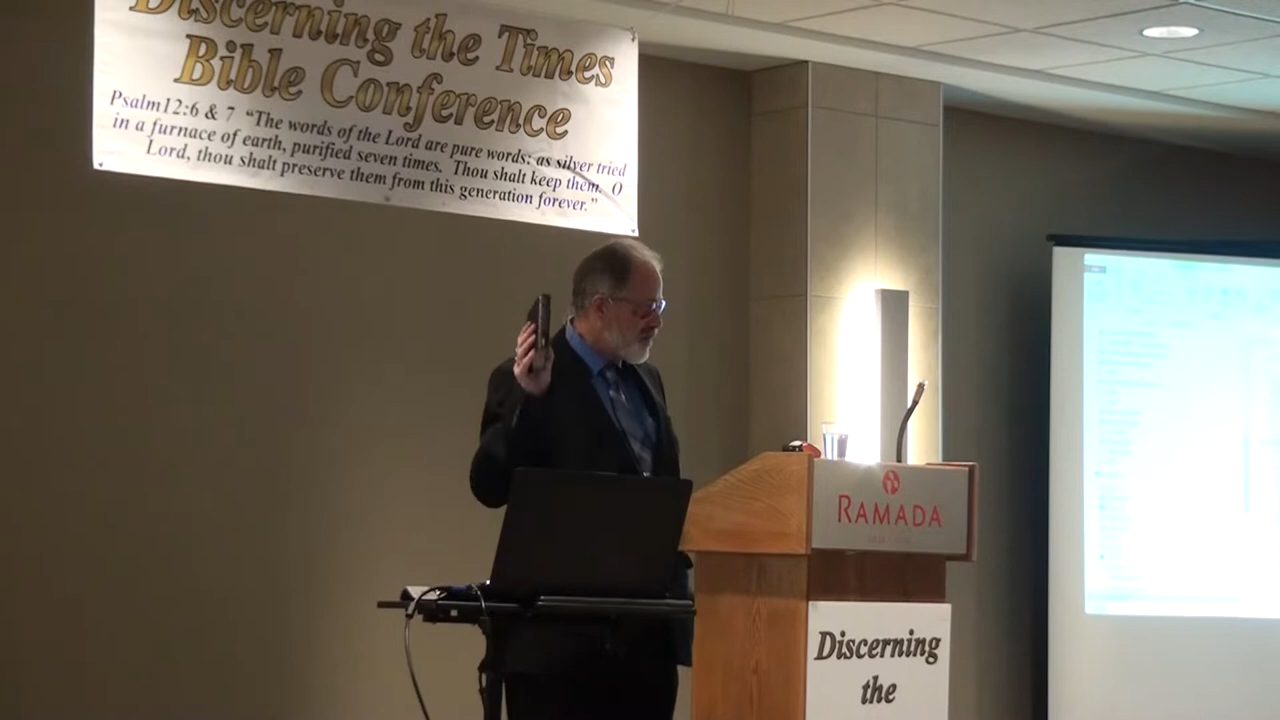 Discerning the Times
Bible Conference
Psalm12:6 & 7 "The words of the Lord are pure words: as silver tried
in a furnace of earth, purified seven times. Thou shalt keep them, O
Lord, thou shalt preserve them from this generation forever."
RAMADA
Discerning
the